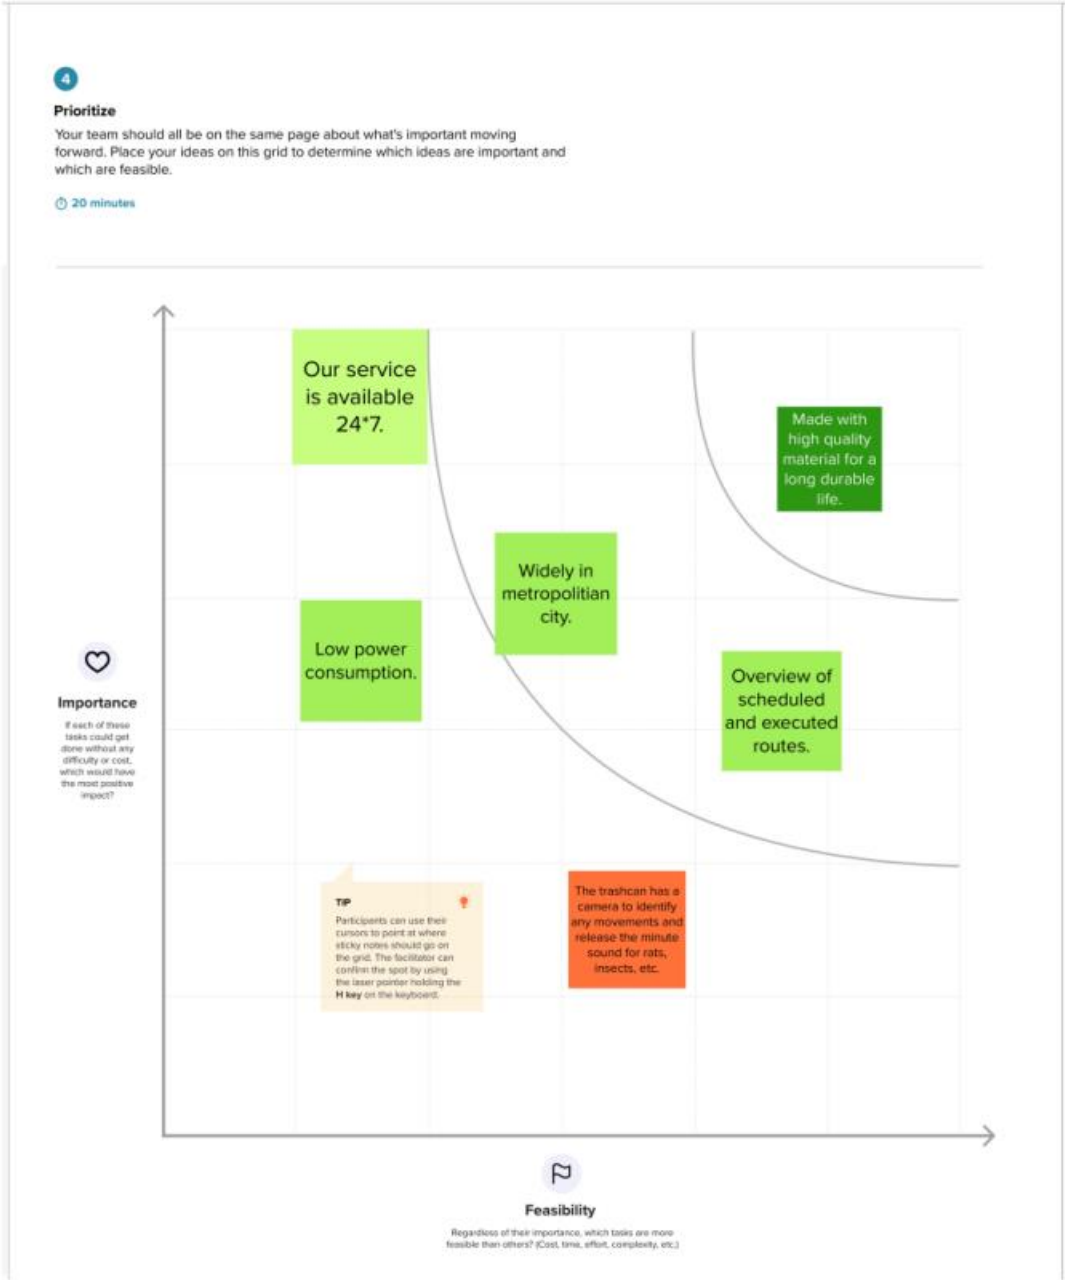 4
Prioritize
Your team should all be on the same page about what's important moving
forward. Place your ideas on this grid to determine which ideas are important and
which are feasible.
20 minutes
Our service
is available
24*7.
Made with
high quality
material for a
long durable
life.
Widely in
metropolitian
city.
Low power
consumption.
Overview of
scheduled
and executed
routes.
Importance
If each of these
tasks could get
done without any
difficulty or cost,
which would have
the most positive
impact?
TIP
Participants can use their
cursors to point at where
sticky notes should go on
the grid. The facilitator can
confirm the spot by using
the laser pointer holding the
H key on the keyboard.
The trashcan has a
camera to identify
any movements and
release the minute
sound for rats,
insects, etc.
Feasibility
Regardless of their importance, which tasks are more
feasible than others? (Cost, time, effort, complexity, etc.)